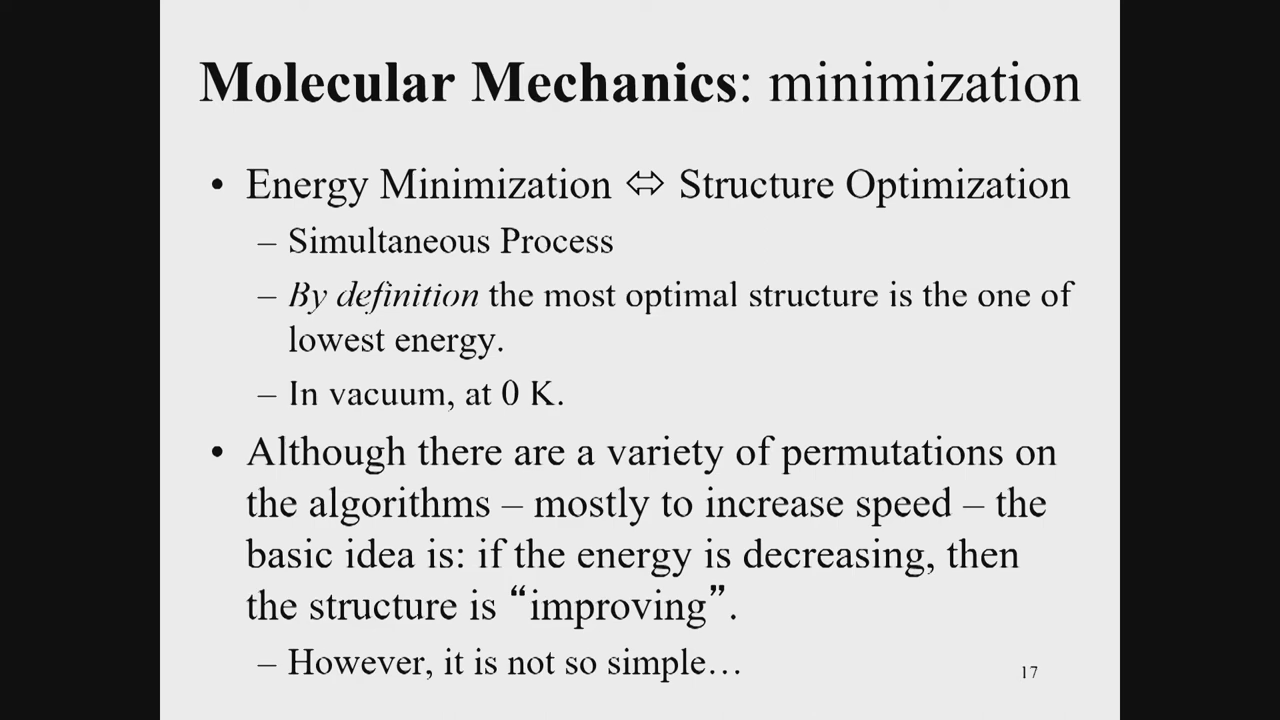 Molecular Mechanics: minimization
• Energy Minimization ⇔ Structure Optimization
– Simultaneous Process
– By definition the most optimal structure is the one of
lowest energy.
– In vacuum, at 0 K.
• Although there are a variety of permutations on
the algorithms – mostly to increase speed – the
basic idea is: if the energy is decreasing, then
the structure is “improving”.
– However, it is not so simple…
17